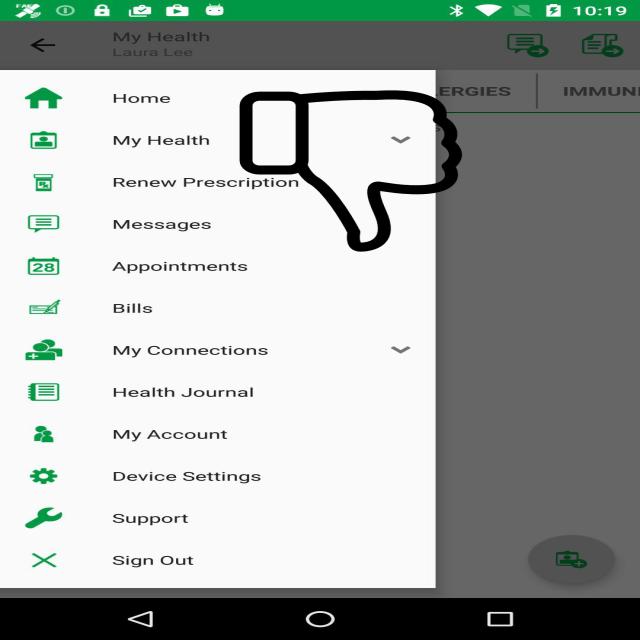 10:19
My Health
Laura Lee
ERGIES
IMMUNI
Home
My Health
Renew Prescription
Messages
28
Appointments
Bills
My Connections
Health Journal
My Account
Device Settings
Support
Sign Out